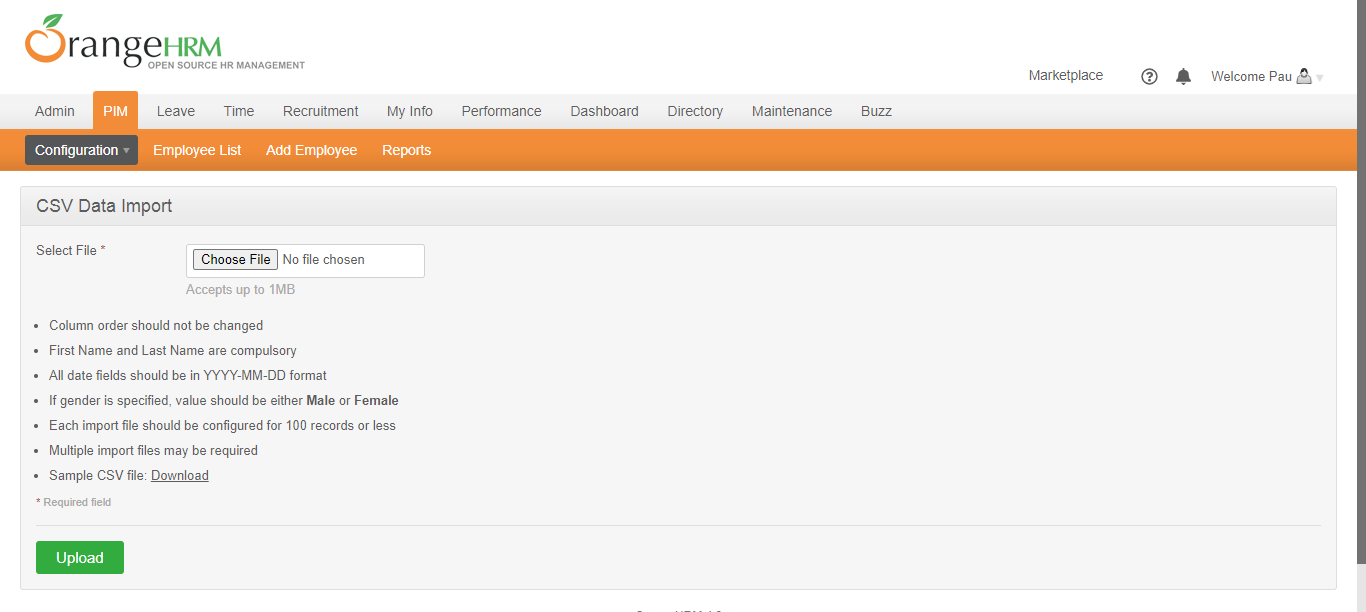 OrangeHRM
OPEN SOURCE HR MANAGEMENT
Marketplace ? Welcome Pau
Admin PIM Leave Time Recruitment My Info Performance Dashboard Directory Maintenance Buzz
Configuration Employee List Add Employee Reports
CSV Data Import
Select File *
Choose File No file chosen
Accepts up to 1MB
• Column order should not be changed
• First Name and Last Name are compulsory
• All date fields should be in YYYY-MM-DD format
• If gender is specified, value should be either Male or Female
• Each import file should be configured for 100 records or less
• Multiple import files may be required
• Sample CSV file: Download
* Required field
Upload